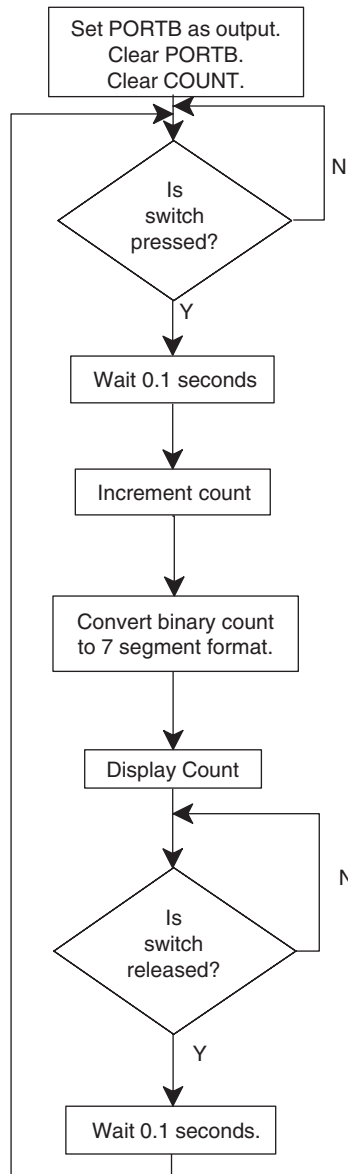 Set PORTB as output.
Clear PORTB.
Clear COUNT.
N
Is
switch
pressed?
Y
Wait 0.1 seconds
Increment count
Convert binary count
to 7 segment format.
Display Count
N
Is
switch
released?
Y
Wait 0.1 seconds.